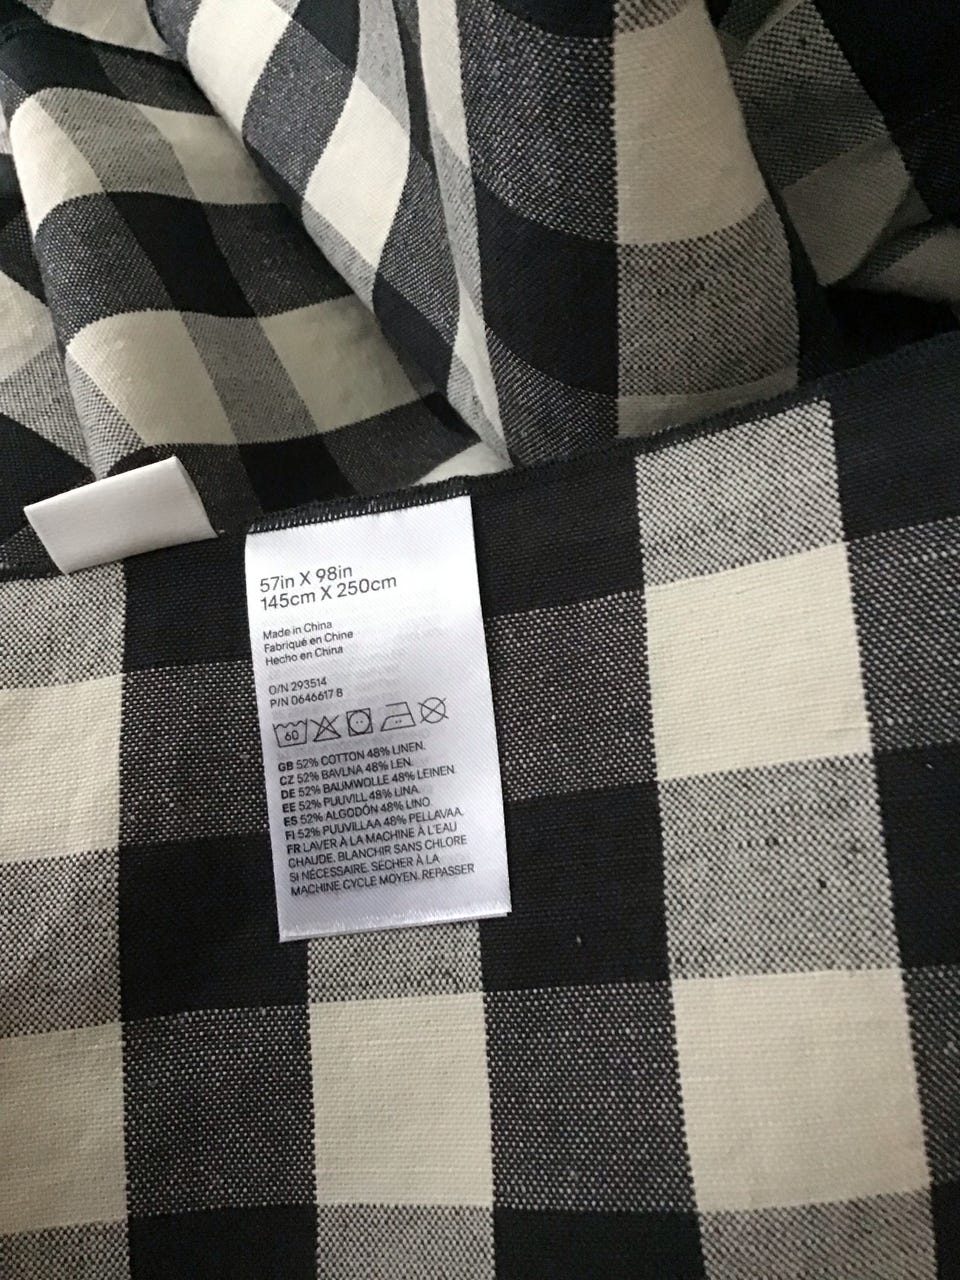 57in X 98in
145cm X 250cm
Made in China
Fabriqué en Chine
Hecho en China
O/N 293514
P/N 0646617 8
60
GB 52% COTTON 48% LINEN.
CZ 52% BAVLNA 48% LEN.
DE 52% BAUMWOLLE 48% LEINEN.
EE 52% PUUVILL 48% LINA.
ES 52% ALGODÓN 48% LINO.
FI 52% PUUVILLAA 48% PELLAVAA.
FR LAVER À LA MACHINE À L'EAU
CHAUDE. BLANCHIR SANS CHLORE
SI NÉCESSAIRE. SÉCHER À LA
MACHINE CYCLE MOYEN. REPASSER